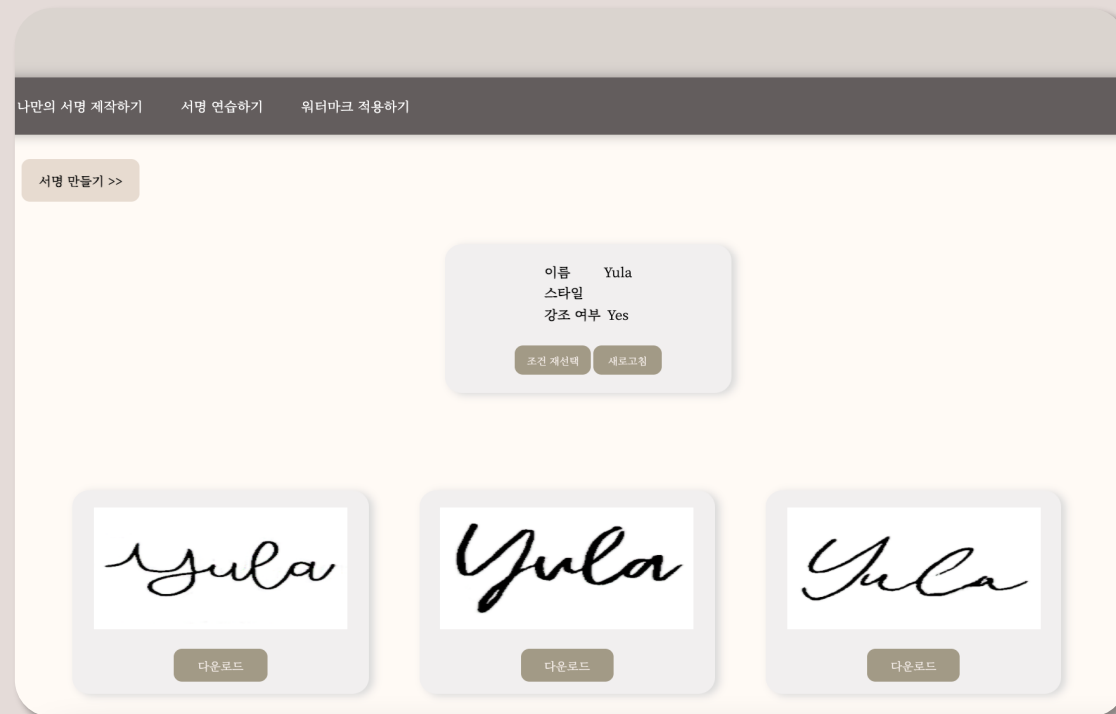 나만의 서명 제작하기 서명 연습하기 워터마크 적용하기
서명 만들기 >>
이름 Yula
스타일
강조 여부 Yes
조건 재선택 새로고침
Yula Yula Yula
다운로드 다운로드 다운로드